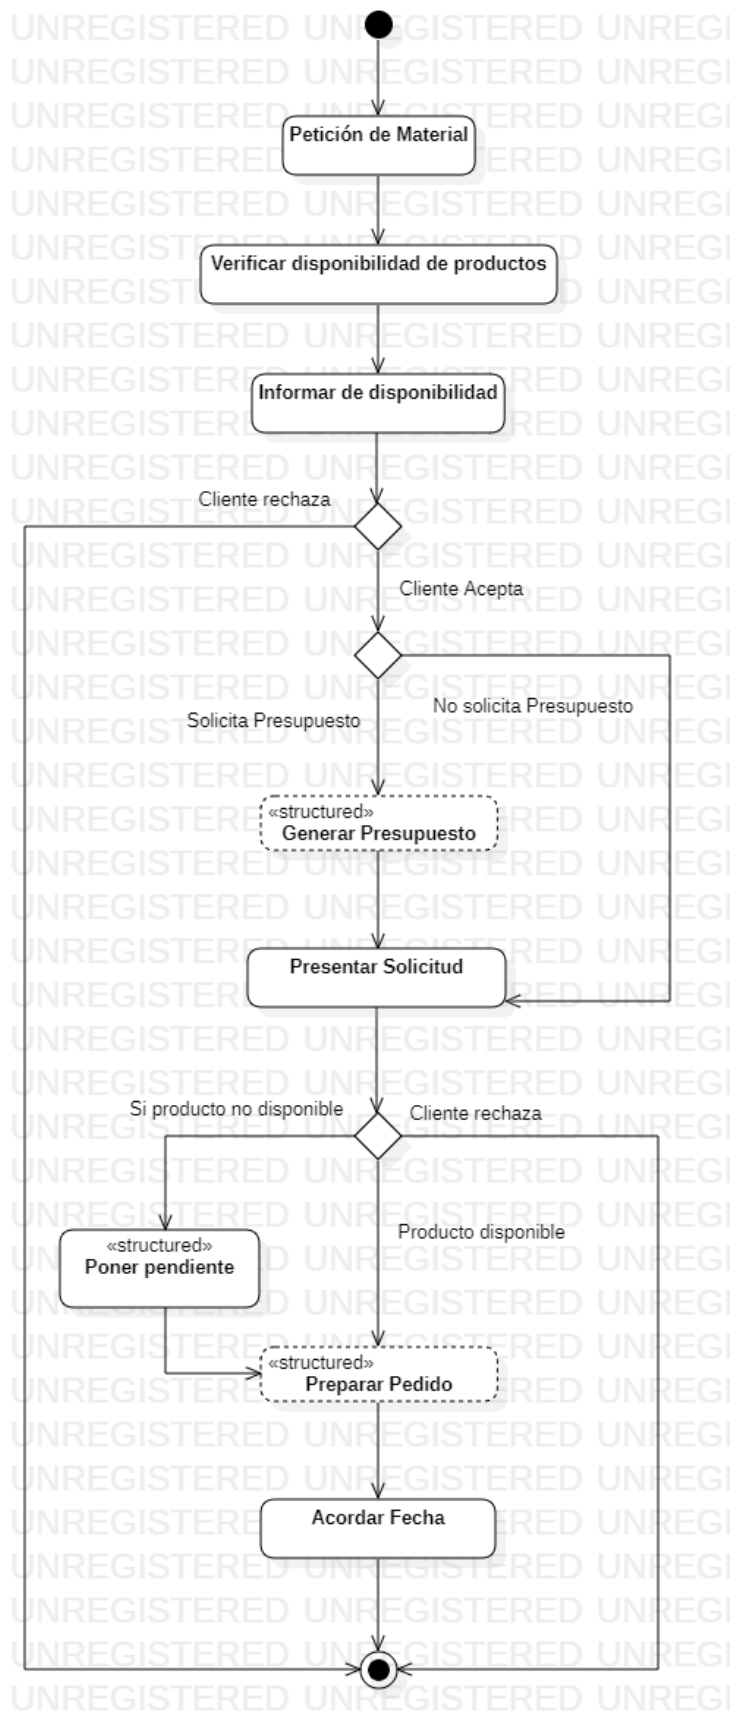 Petición de Material
Verificar disponibilidad de productos
Informar de disponibilidad
Cliente rechaza
Cliente Acepta
No solicita Presupuesto
Solicita Presupuesto
«structured»
Generar Presupuesto
Presentar Solicitud
Si producto no disponible
Cliente rechaza
Producto disponible
«structured»
Poner pendiente
«structured»
Preparar Pedido
Acordar Fecha
UNREGISTERED